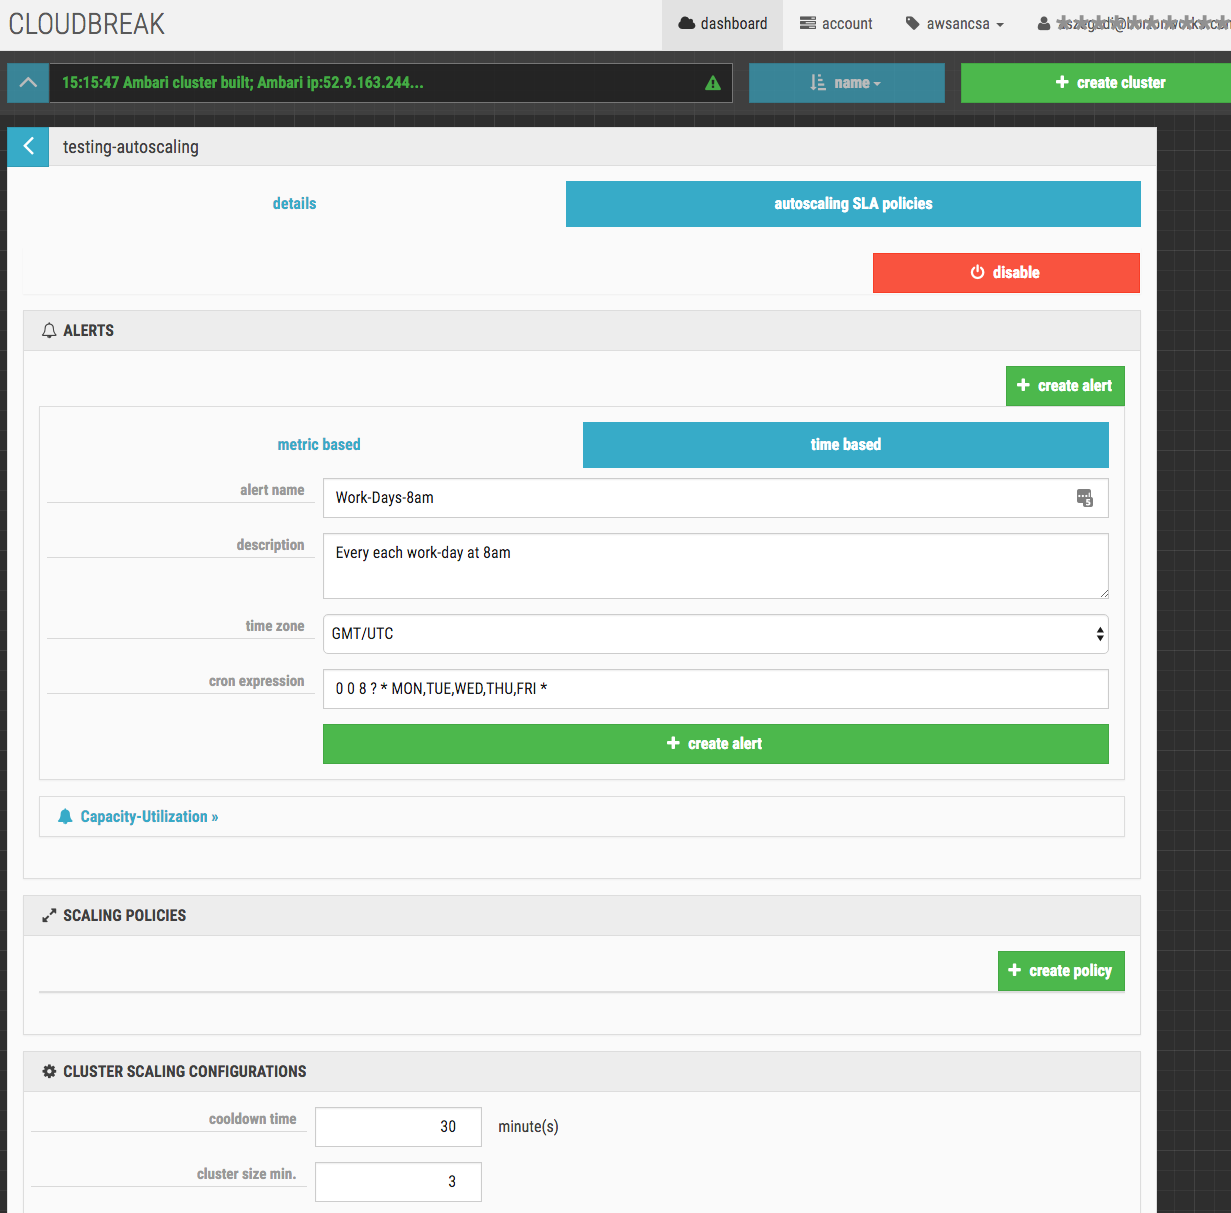 CLOUDBREAK
dashboard account awsancsa
15:15:47 Ambari cluster built; Ambari ip:52.9.163.244... name create cluster
testing-autoscaling
details autoscaling SLA policies
disable
ALERTS
create alert
metric based time based
alert name Work-Days-8am
description Every each work-day at 8am
time zone GMT/UTC
cron expression 0 0 8 ? * MON,TUE,WED,THU,FRI *
create alert
Capacity-Utilization »
SCALING POLICIES
create policy
CLUSTER SCALING CONFIGURATIONS
cooldown time 30 minute(s)
cluster size min. 3